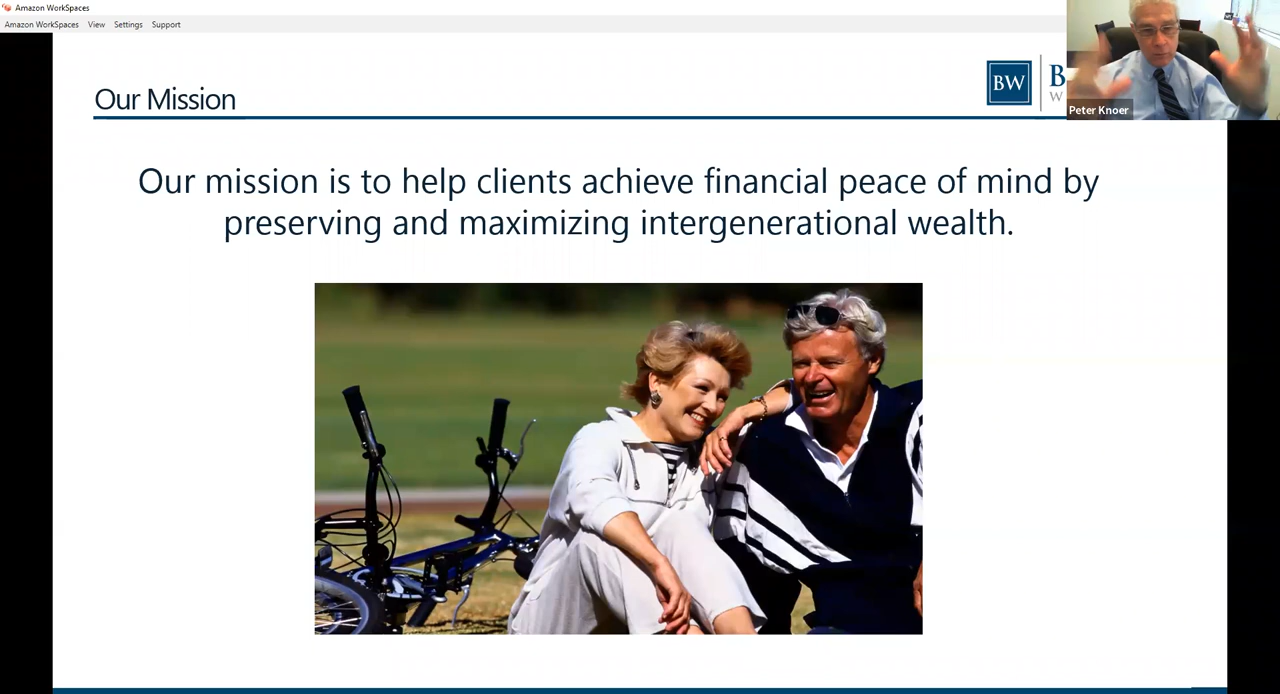 Amazon WorkSpaces
Amazon WorkSpaces View Settings Support
Our Mission
BW
B
W
Peter Knoer
Our mission is to help clients achieve financial peace of mind by
preserving and maximizing intergenerational wealth.